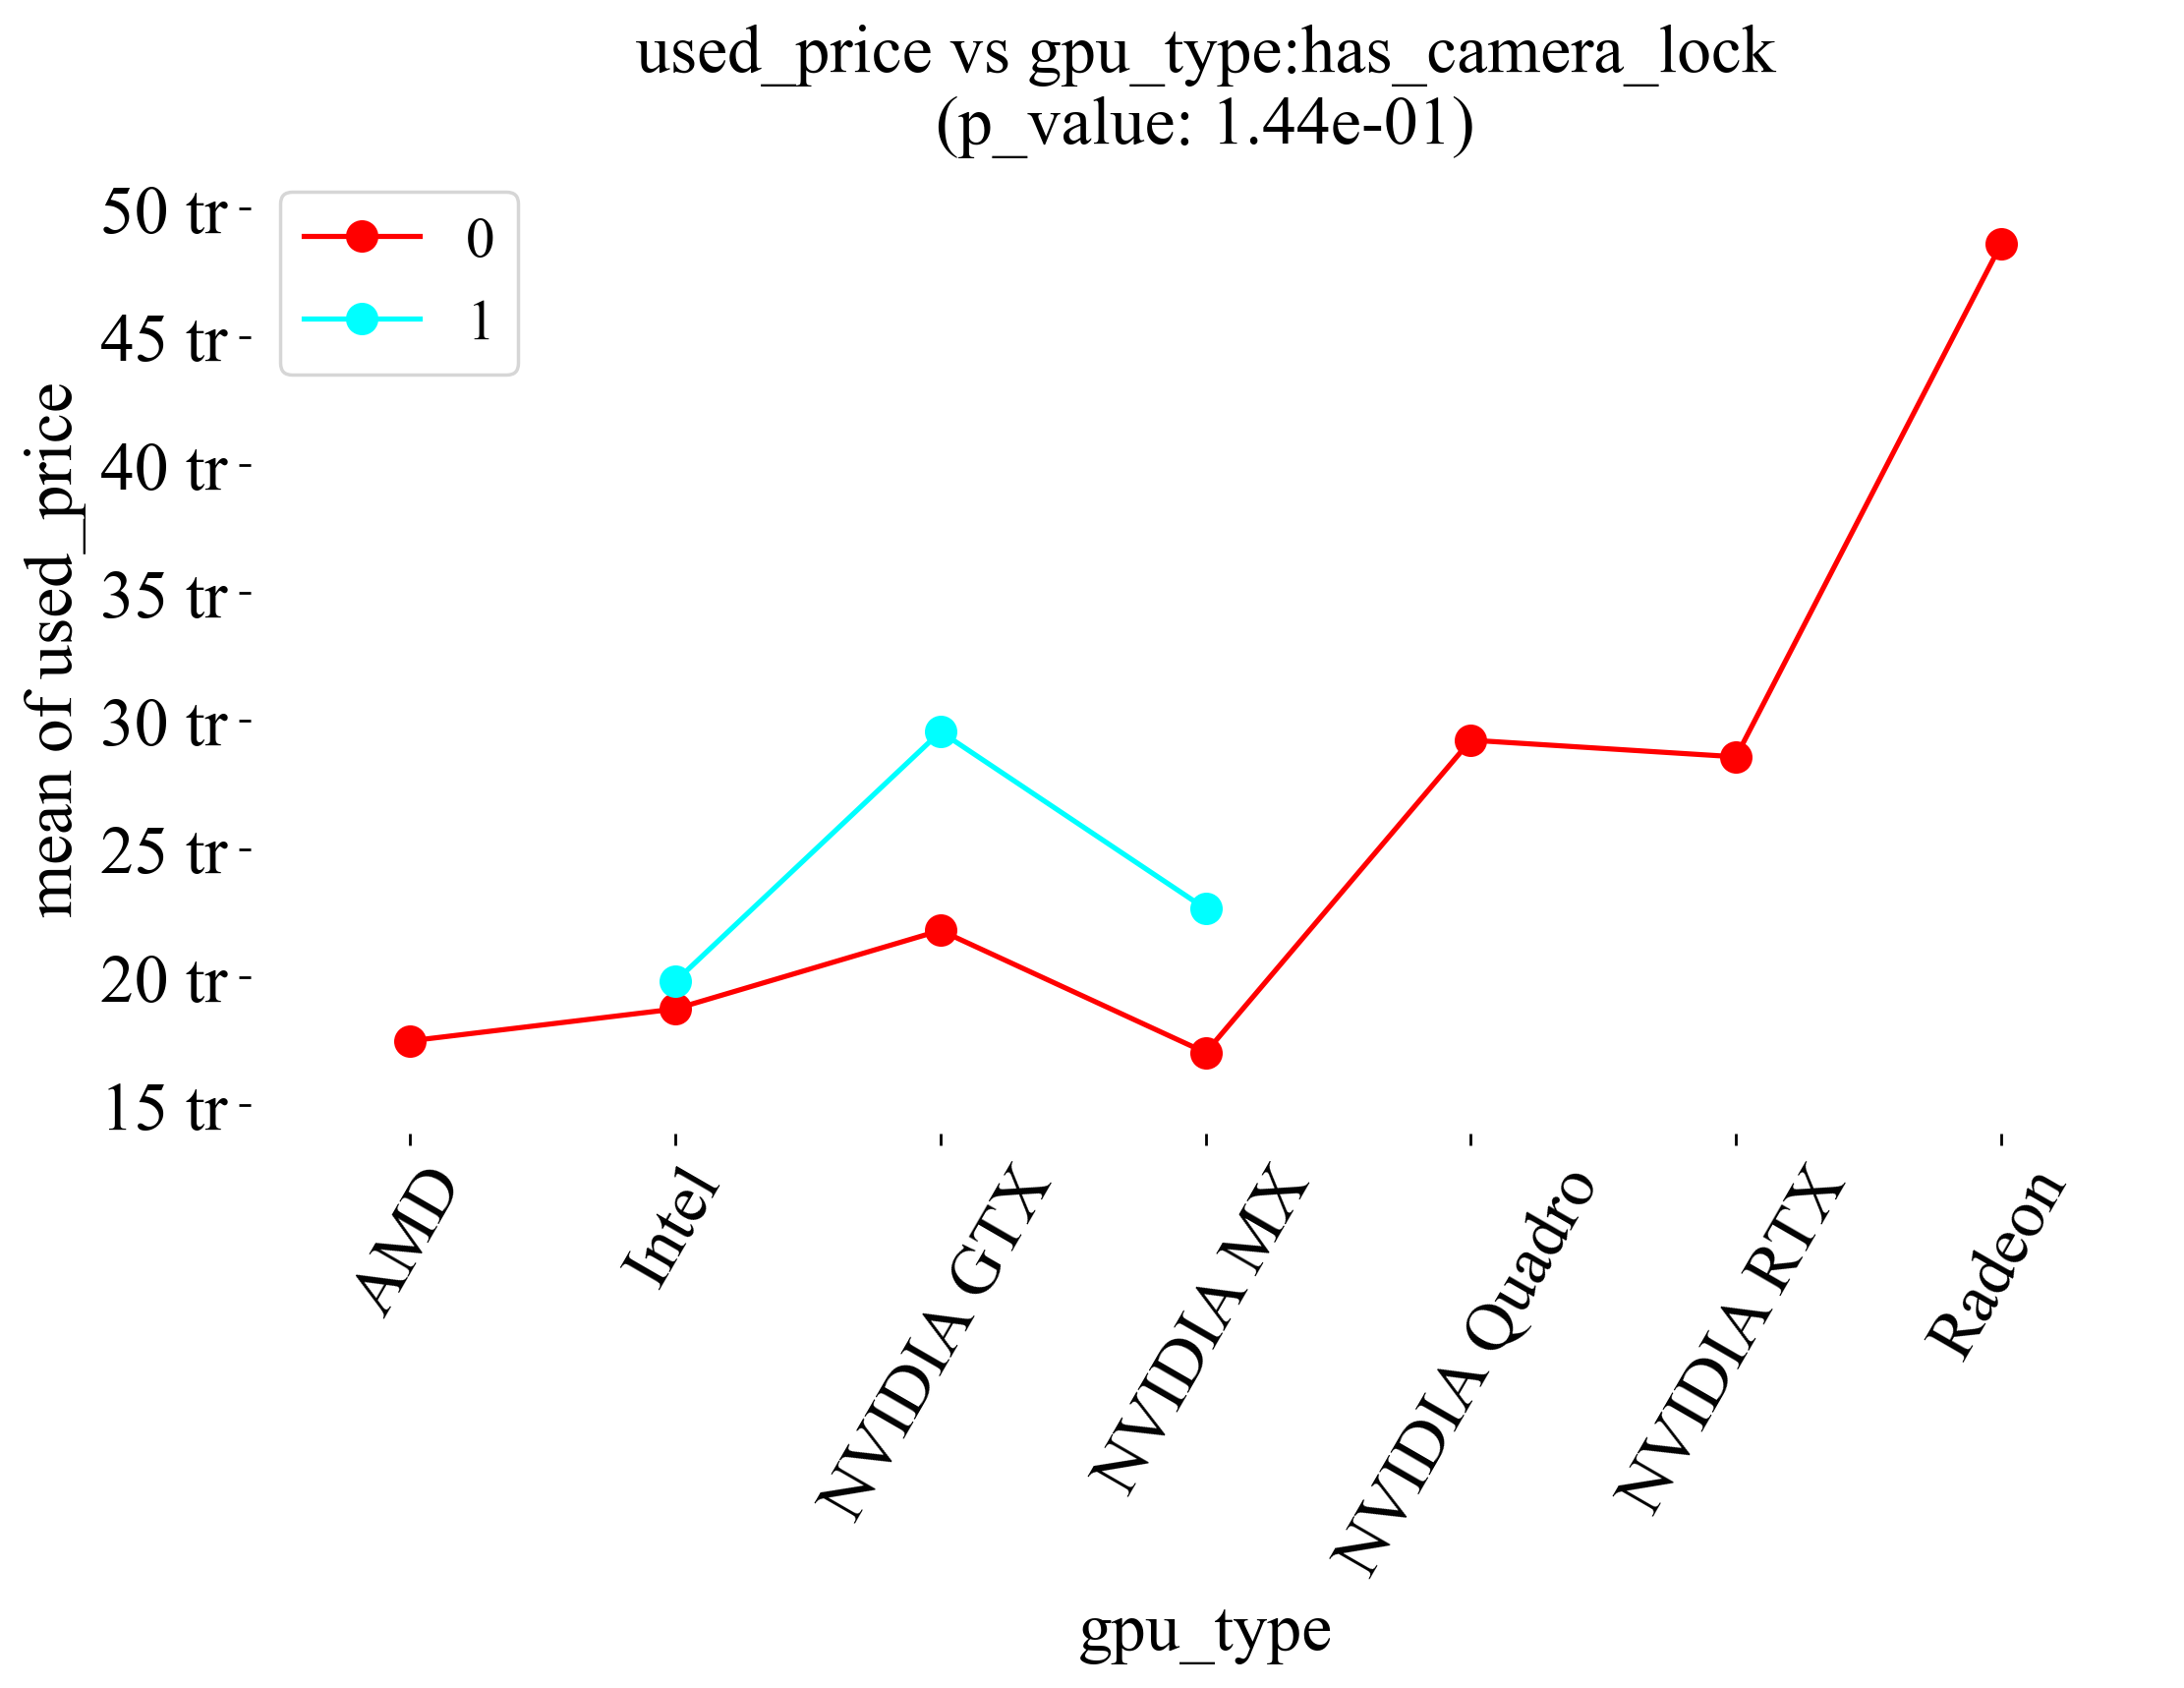 used_price vs gpu_type:has_camera_lock
(p_value: 1.44e-01)
0
1
mean of used_price
50 tr
45 tr
40 tr
35 tr
30 tr
25 tr
20 tr
15 tr
AMD
Intel
NVIDIA GTX
NVIDIA MX
NVIDIA Quadro
NVIDIA RTX
Radeon
gpu_type